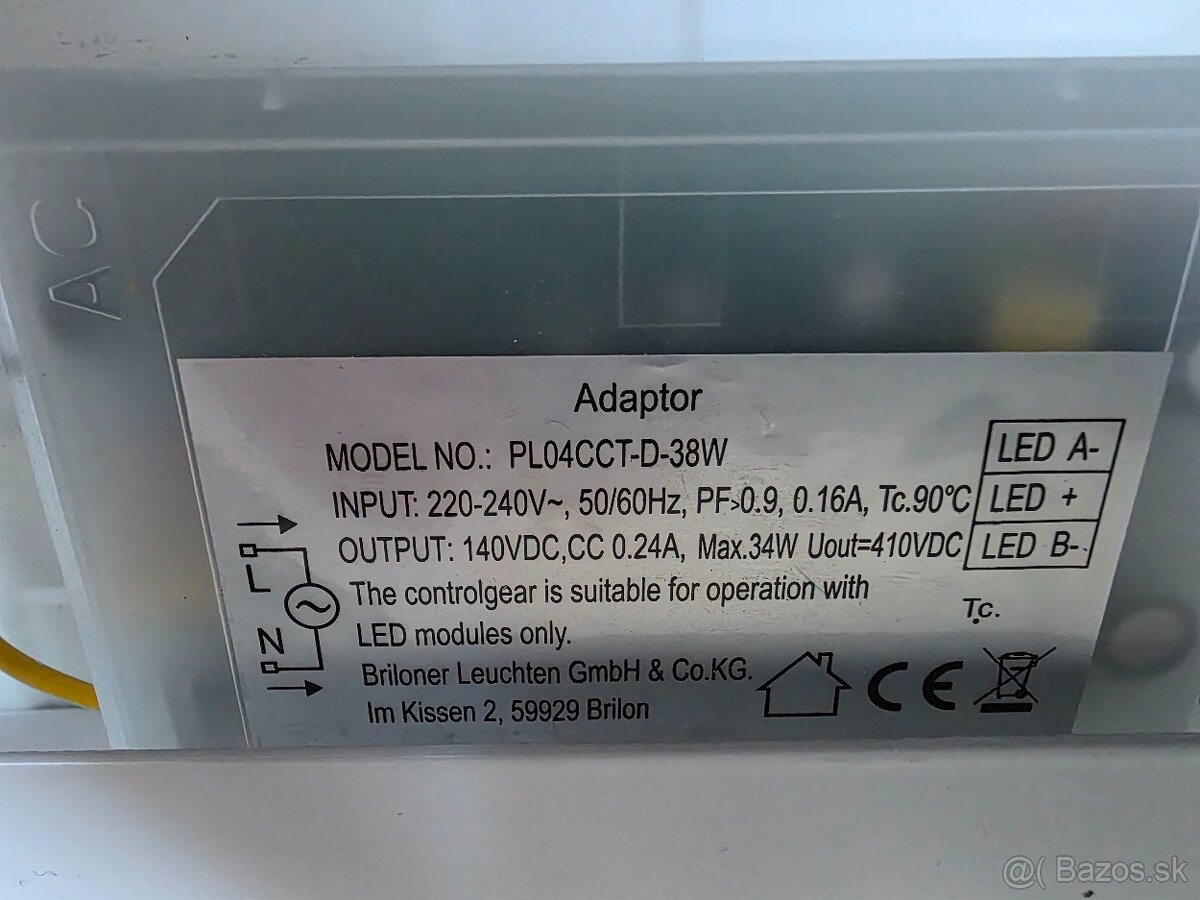 AC
Adaptor
MODEL NO.: PL04CCT-D-38W
INPUT: 220-240V~, 50/60Hz, PF>0.9, 0.16A, Tc.90℃
OUTPUT: 140VDC,CC 0.24A, Max.34W Uout=410VDC
LED A-
LED +
LED B-
L
N
The controlgear is suitable for operation with
LED modules only.
Briloner Leuchten GmbH & Co.KG.
Im Kissen 2, 59929 Brilon
Tc.
CE
@( Bazos.sk